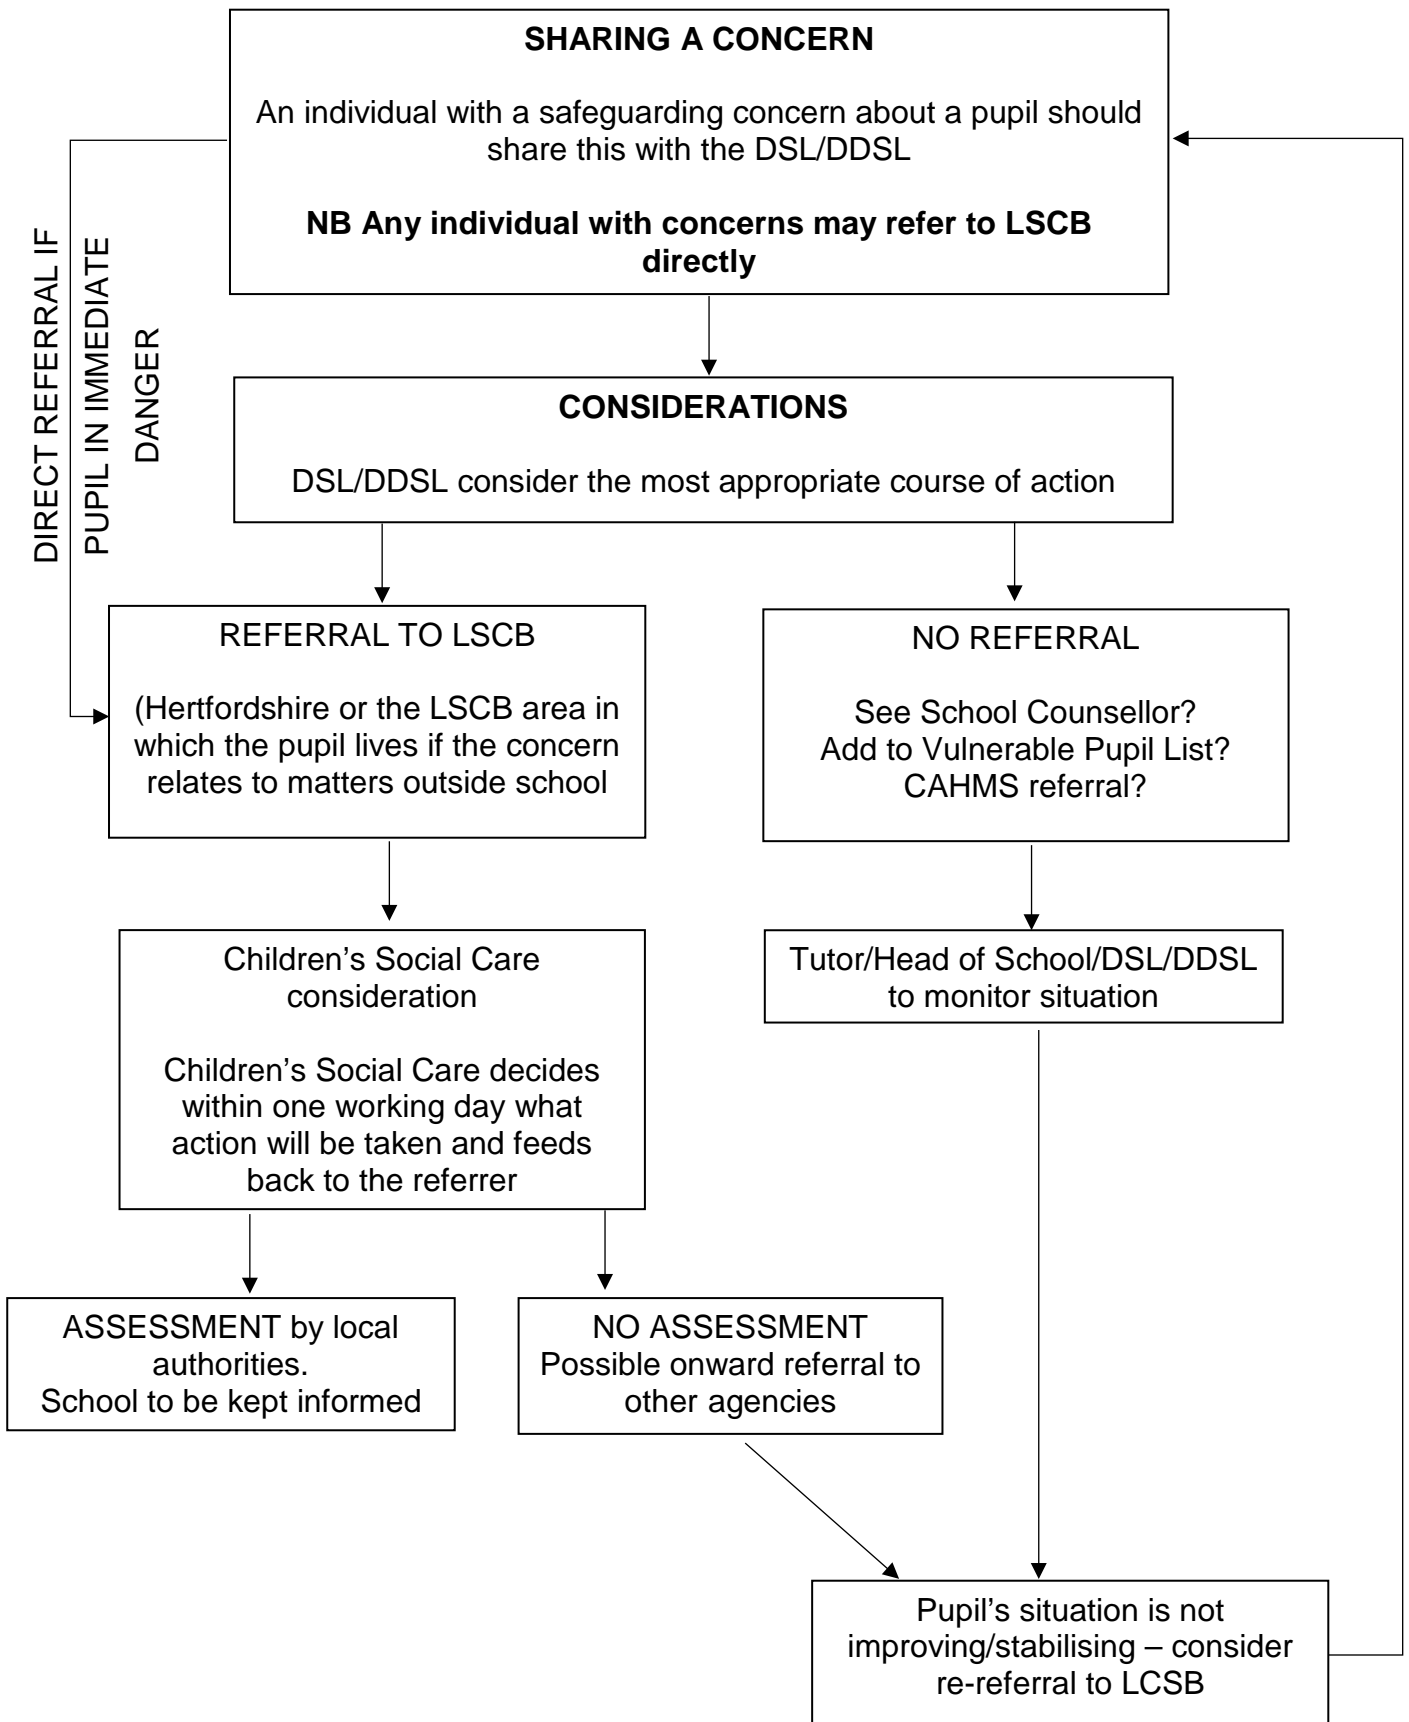 SHARING A CONCERN
An individual with a safeguarding concern about a pupil should
share this with the DSL/DDSL
NB Any individual with concerns may refer to LSCB
directly
DIRECT REFERRAL IF
PUPIL IN IMMEDIATE
DANGER
CONSIDERATIONS
DSL/DDSL consider the most appropriate course of action
REFERRAL TO LSCB
(Hertfordshire or the LSCB area in
which the pupil lives if the concern
relates to matters outside school
NO REFERRAL
See School Counsellor?
Add to Vulnerable Pupil List?
CAHMS referral?
Children’s Social Care
consideration
Children’s Social Care decides
within one working day what
action will be taken and feeds
back to the referrer
Tutor/Head of School/DSL/DDSL
to monitor situation
ASSESSMENT by local
authorities.
School to be kept informed
NO ASSESSMENT
Possible onward referral to
other agencies
Pupil’s situation is not
improving/stabilising – consider
re-referral to LCSB